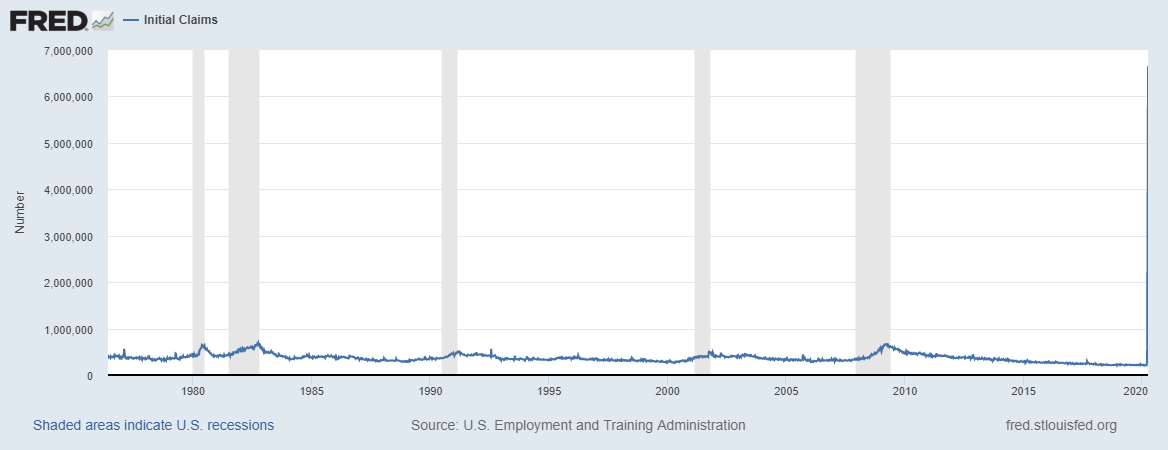 FRED
Initial Claims
7,000,000
6,000,000
5,000,000
4,000,000
3,000,000
2,000,000
1,000,000
0
Number
1980 1985 1990 1995 2000 2005 2010 2015 2020
Shaded areas indicate U.S. recessions Source: U.S. Employment and Training Administration fred.stlouisfed.org